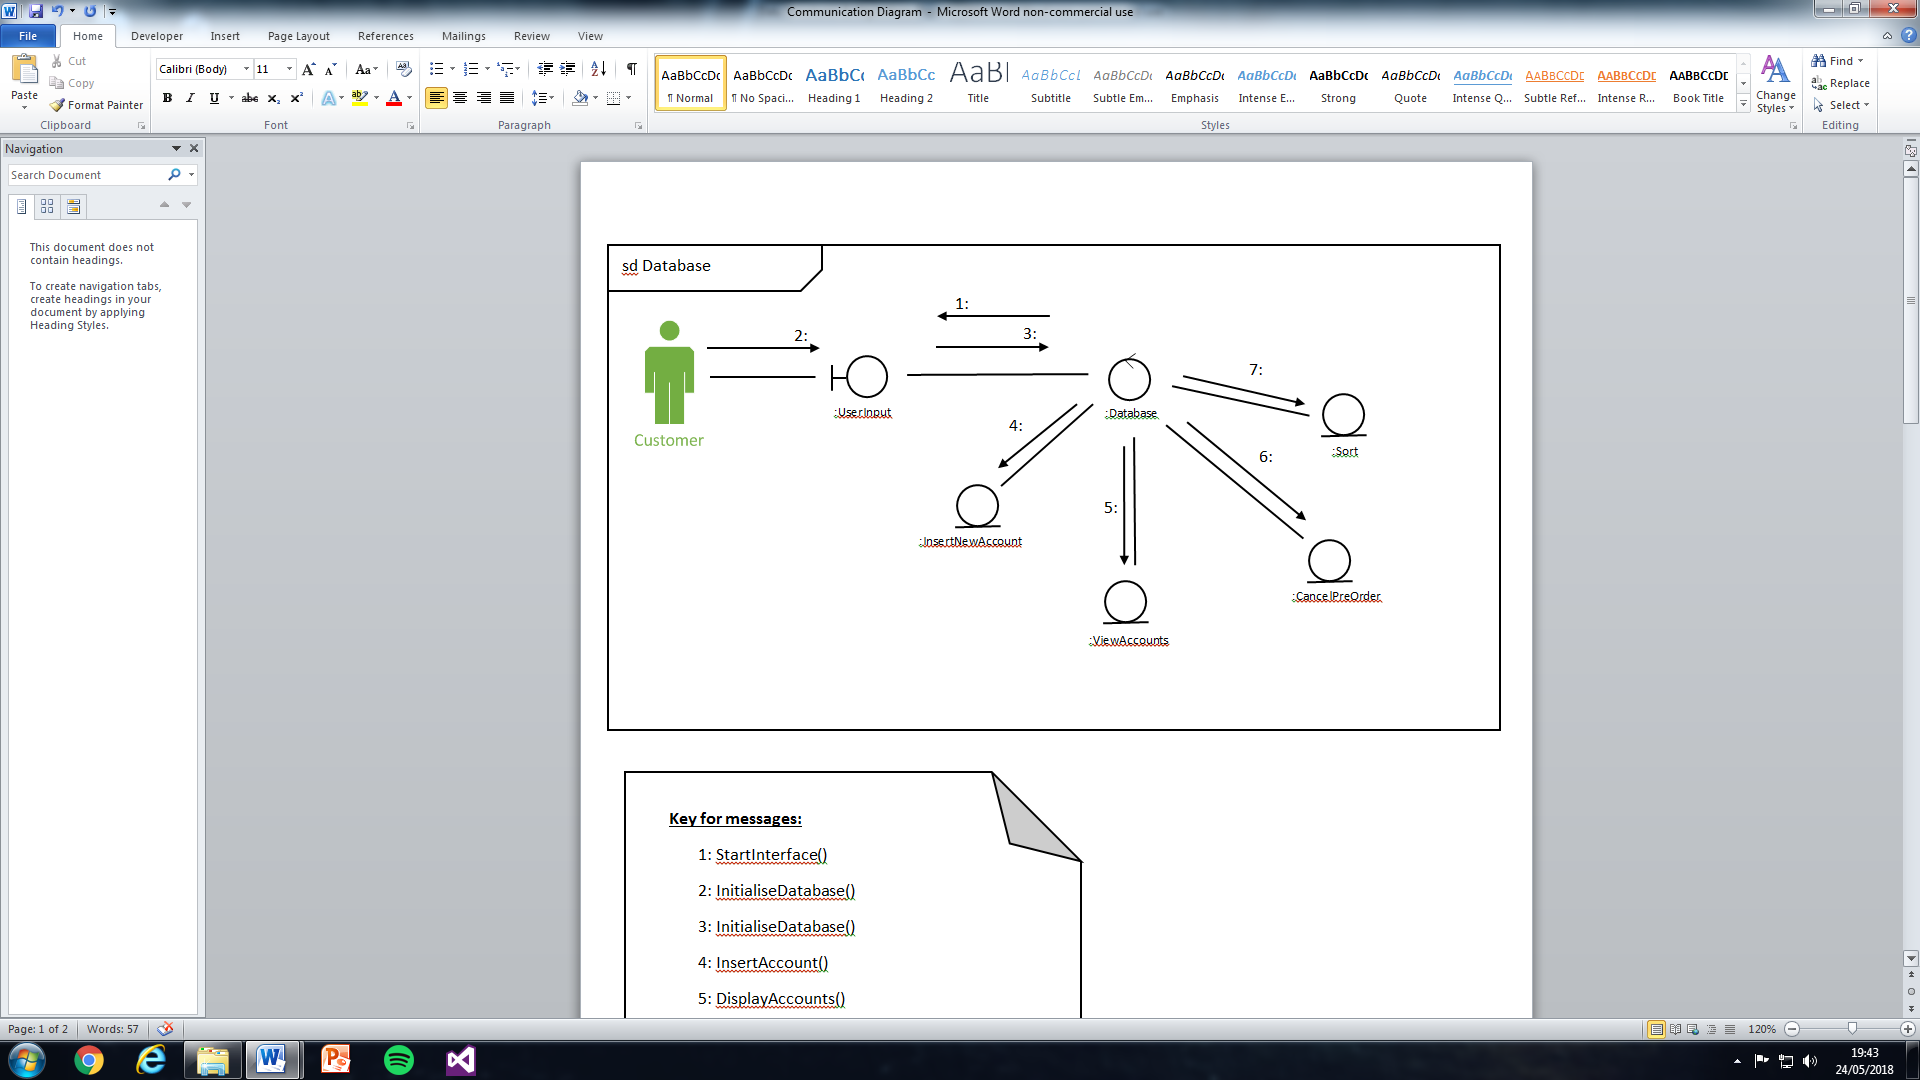 Communication Diagram - Microsoft Word non-commercial use
File Home Developer Insert Page Layout References Mailings Review View
Paste
Cut
Copy
Format Painter
Clipboard
Calibri (Body) 11
Font
Paragraph
AaBbCcDc AaBbCcDc AaBbCc AaBbCc AaBl AaBbCcL AaBbCcDc AaBbCcDc AaBbCcDc AaBbCcDc AaBbCcDc AaBbCcDc AABBCCDE AABBCCDE AABBCCDE
¶ Normal ¶ No Spaci... Heading 1 Heading 2 Title Subtitle Subtle Em... Emphasis Intense E... Strong Quote Intense Q... Subtle Ref... Intense R... Book Title
Change Styles
Styles
Find
Replace
Select
Editing
Navigation
Search Document
This document does not
contain headings.
To create navigation tabs,
create headings in your
document by applying
Heading Styles.
sd Database
1:
2:
3:
7:
:UserInput
:Database
4:
Customer
:Sort
6:
5:
:InsertNewAccount
:CancelPreOrder
:ViewAccounts
Key for messages:
1: StartInterface()
2: InitialiseDatabase()
3: InitialiseDatabase()
4: InsertAccount()
5: DisplayAccounts()
Page: 1 of 2 Words: 57
120%
19:43
24/05/2018